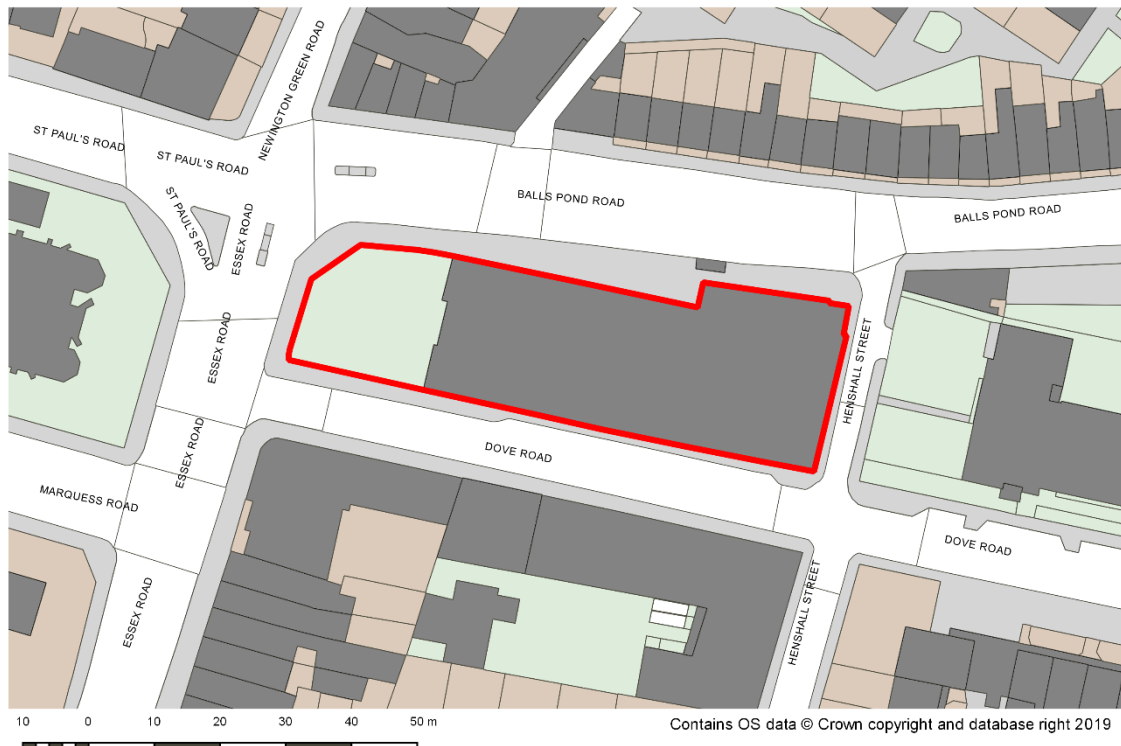 NEWINGTON GREEN ROAD
ST PAUL'S ROAD
ST PAUL'S ROAD
ST PAUL'S ROAD
ESSEX ROAD
BALLS POND ROAD
BALLS POND ROAD
ESSEX ROAD
HENSHALL STREET
ESSEX ROAD
DOVE ROAD
MARQUESS ROAD
DOVE ROAD
ESSEX ROAD
HENSHALL STREET
10 0 10 20 30 40 50 m
Contains OS data © Crown copyright and database right 2019